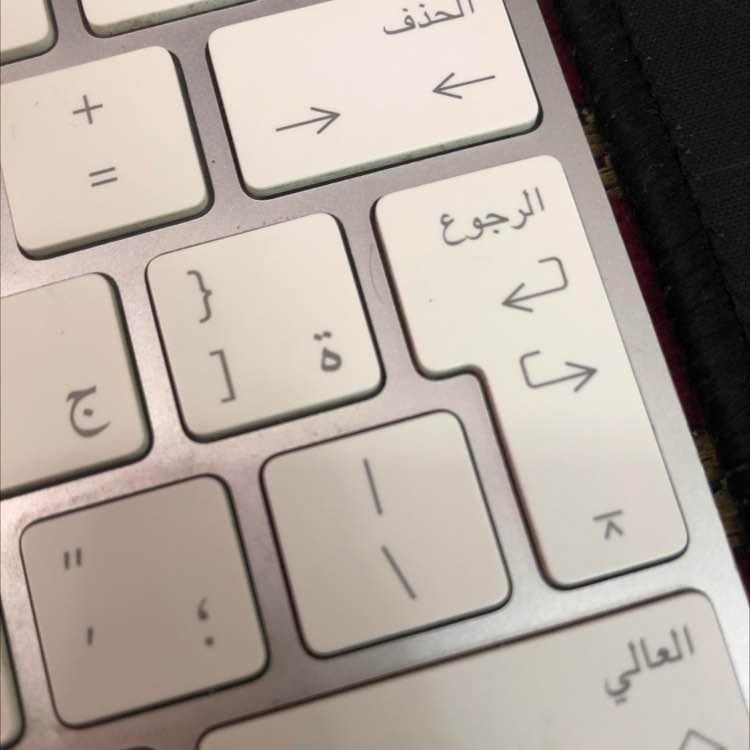 الحذف
→ ←
+
=
الرجوع
↵
↪
⌅
}
] ة
ج
|
\
"
' ؛
العالي